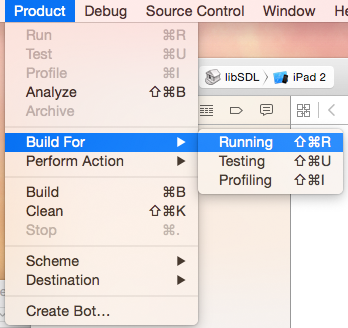 Product Debug Source Control Window He
Run ⌘R
Test ⌘U
Profile ⌘I
Analyze ⇧⌘B
Archive
libSDL 〉 iPad 2
Build For ▶
Running ⇧⌘R
Perform Action ▶
Testing ⇧⌘U
Profiling ⇧⌘I
Build ⌘B
Clean ⇧⌘K
Stop ⌘.
Scheme ▶
Destination ▶
Create Bot…